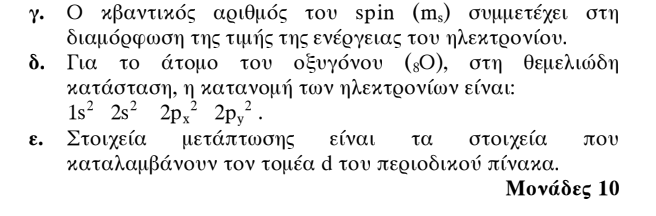 γ. Ο κβαντικός αριθμός του spin (mₛ) συμμετέχει στη
διαμόρφωση της τιμής της ενέργειας του ηλεκτρονίου.
δ. Για το άτομο του οξυγόνου (₈O), στη θεμελιώδη
κατάσταση, η κατανομή των ηλεκτρονίων είναι:
1s² 2s² 2pₓ² 2pᵧ² .
ε. Στοιχεία μετάπτωσης είναι τα στοιχεία που
καταλαμβάνουν τον τομέα d του περιοδικού πίνακα.
Μονάδες 10